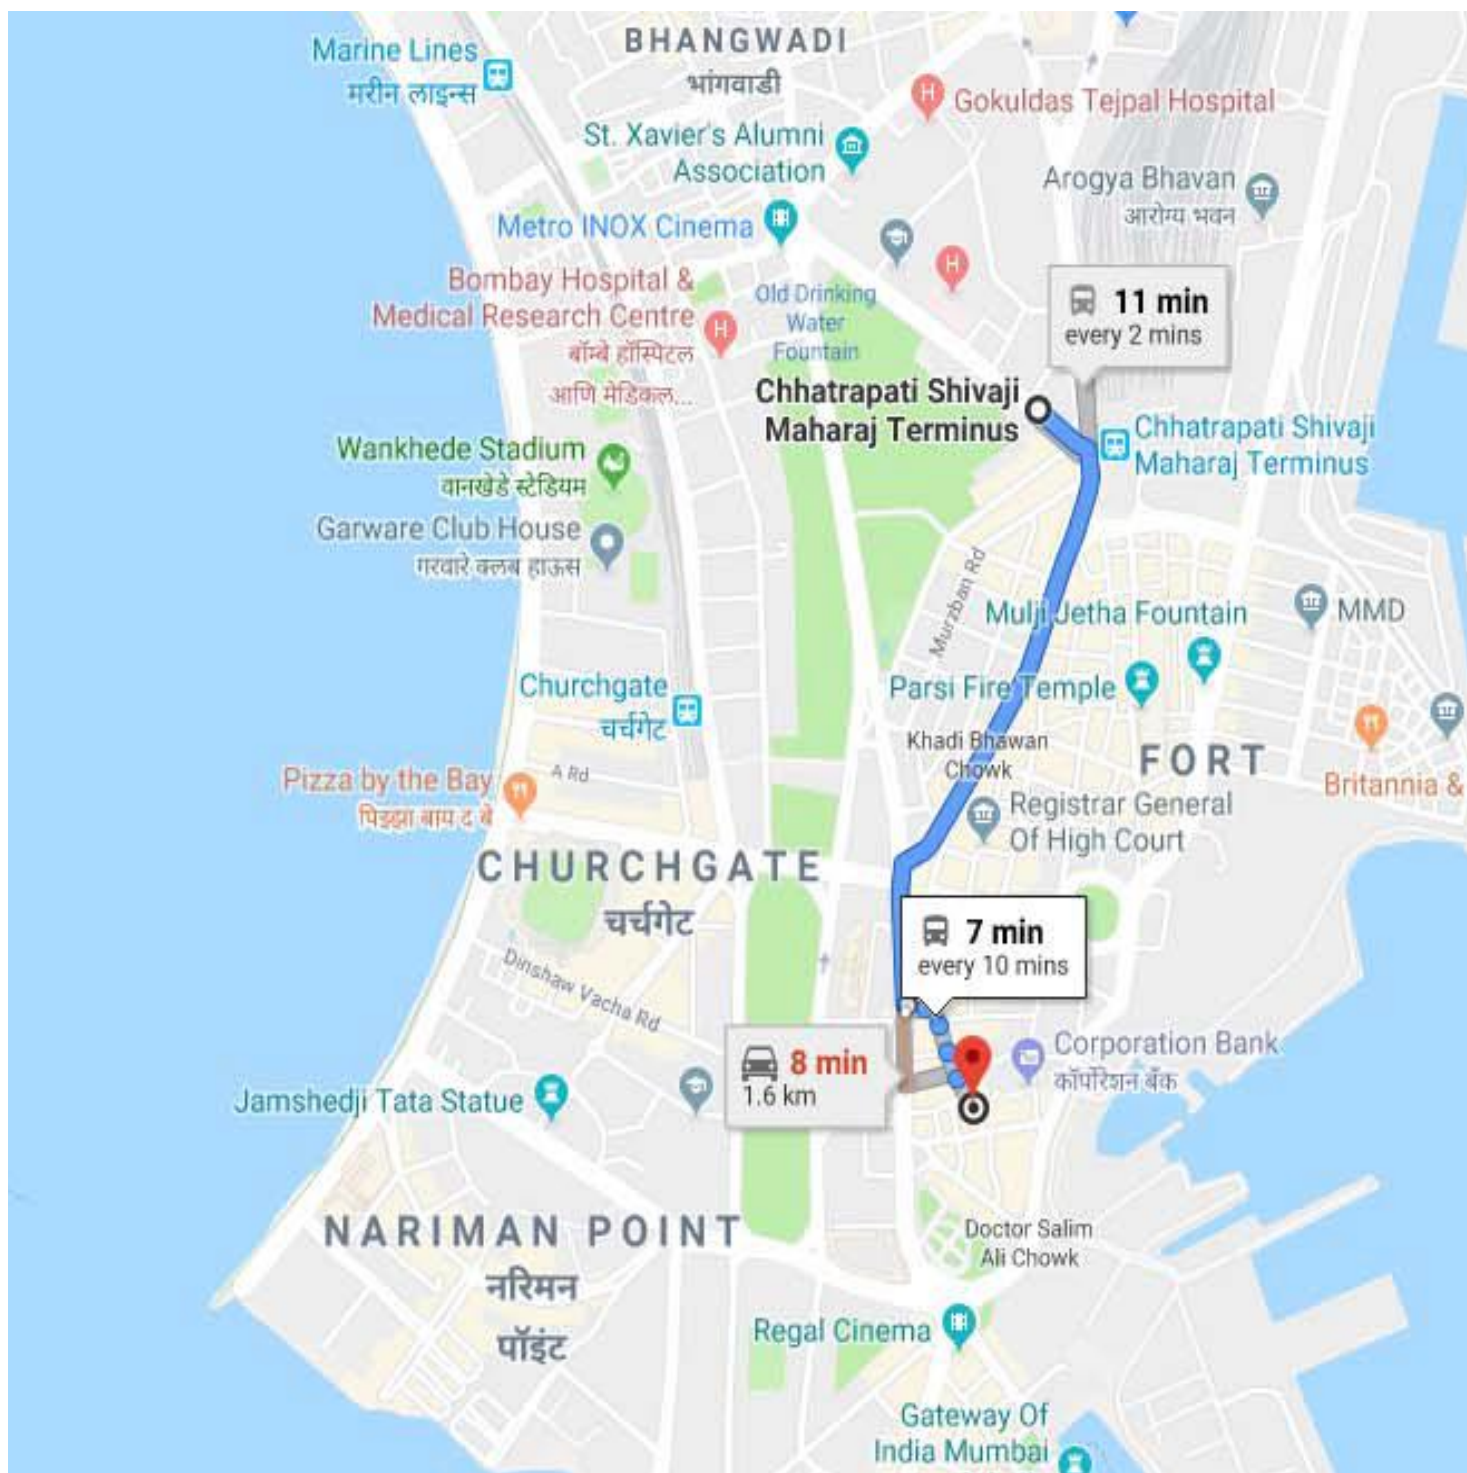 BHANGWADI
भांगवाडी
Marine Lines
मरीन लाइन्स
Gokuldas Tejpal Hospital
St. Xavier's Alumni
Association
Arogya Bhavan
आरोग्य भवन
Metro INOX Cinema
Bombay Hospital &
Medical Research Centre
बॉम्बे हॉस्पिटल
आणि मेडिकल...
Old Drinking
Water
Fountain
11 min
every 2 mins
Chhatrapati Shivaji
Maharaj Terminus
Chhatrapati Shivaji
Maharaj Terminus
Wankhede Stadium
वानखेडे स्टेडियम
Garware Club House
गरवारे क्लब हाऊस
Murzban Rd
Mulji Jetha Fountain
MMD
Parsi Fire Temple
Churchgate
चर्चगेट
Khadi Bhawan
Chowk
FORT
A Rd
Pizza by the Bay
पिझ्झा बाय द बे
Britannia &
Registrar General
Of High Court
CHURCHGATE
चर्चगेट
7 min
every 10 mins
Dinshaw Vacha Rd
8 min
1.6 km
Corporation Bank
कॉर्पोरेशन बँक
Jamshedji Tata Statue
NARIMAN POINT
नरिमन
पॉइंट
Doctor Salim
Ali Chowk
Regal Cinema
Gateway Of
India Mumbai